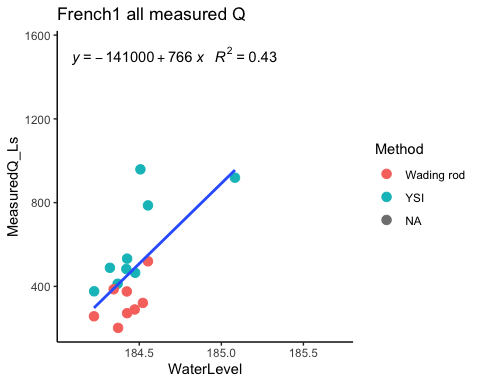 French1 all measured Q
1600
y = − 141000 + 766 x R² = 0.43
1200
Method
Wading rod
MeasuredQ_Ls
800
YSI
NA
400
184.5 185.0 185.5
WaterLevel